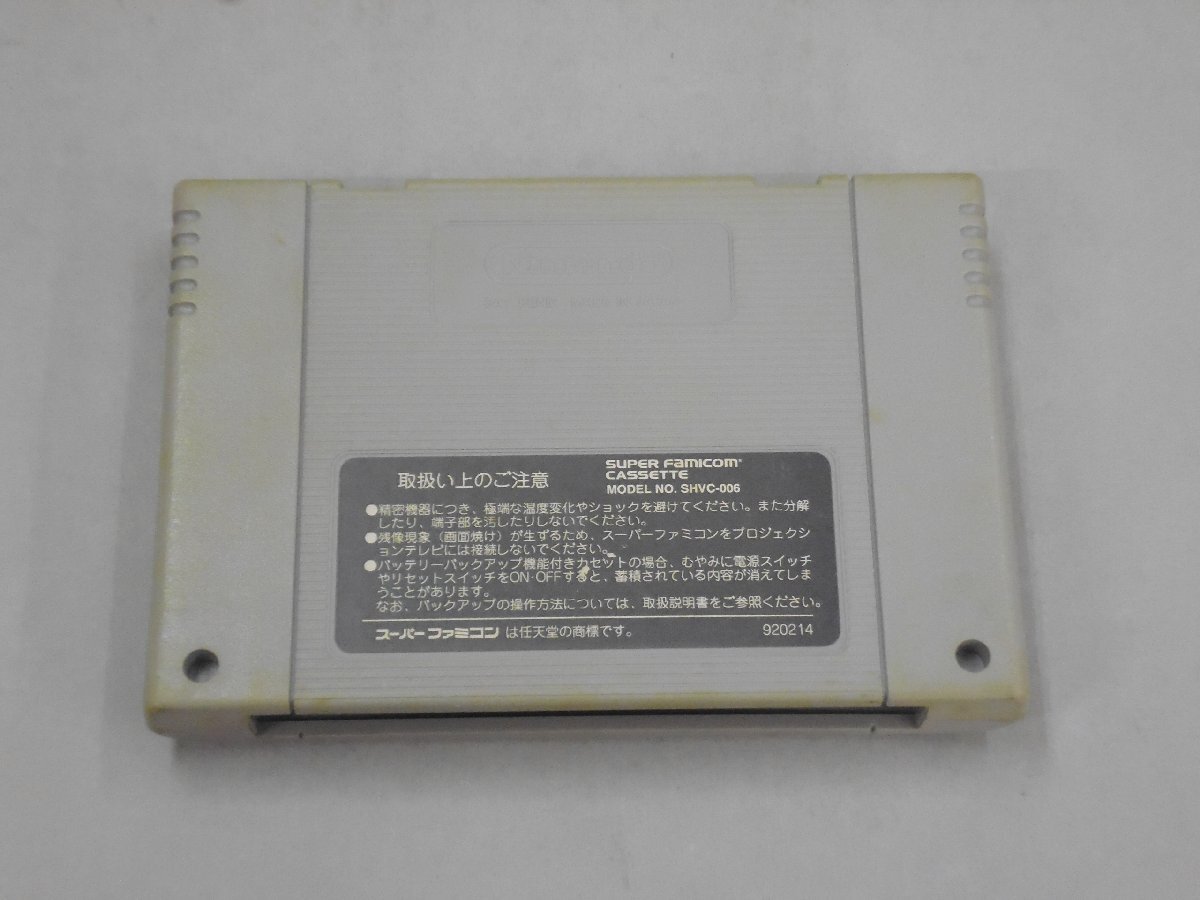 取扱い上のご注意
SUPER Famicom
CASSETTE
MODEL NO. SHVC-006
●精密機器につき、極端な温度変化やショックを避けてください。また分解
したり、端子部を汚したりしないでください。
●残像現象（画面焼け）が生ずるため、スーパーファミコンをプロジェクシ
ョンテレビには接続しないでください。
●バッテリーバックアップ機能付きカセットの場合、むやみに電源スイッチ
やリセットスイッチをON・OFFすると、蓄積されている内容が消えてしま
うことがあります。
なお、バックアップの操作方法については、取扱説明書をご参照ください。
スーパーファミコン は任天堂の商標です。
920214